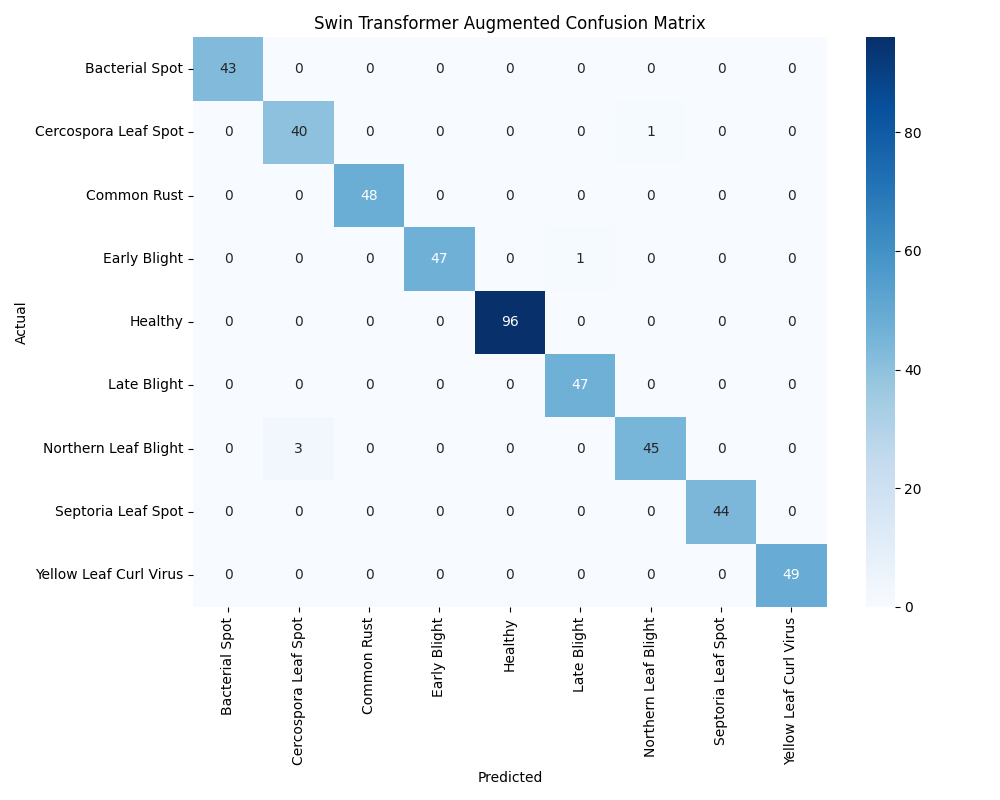 Swin Transformer Augmented Confusion Matrix
Actual
Bacterial Spot 43 0 0 0 0 0 0 0 0
Cercospora Leaf Spot 0 40 0 0 0 0 1 0 0
Common Rust 0 0 48 0 0 0 0 0 0
Early Blight 0 0 0 47 0 1 0 0 0
Healthy 0 0 0 0 96 0 0 0 0
Late Blight 0 0 0 0 0 47 0 0 0
Northern Leaf Blight 0 3 0 0 0 0 45 0 0
Septoria Leaf Spot 0 0 0 0 0 0 0 44 0
Yellow Leaf Curl Virus 0 0 0 0 0 0 0 0 49
Bacterial Spot
Cercospora Leaf Spot
Common Rust
Early Blight
Healthy
Late Blight
Northern Leaf Blight
Septoria Leaf Spot
Yellow Leaf Curl Virus
Predicted
80
60
40
20
0